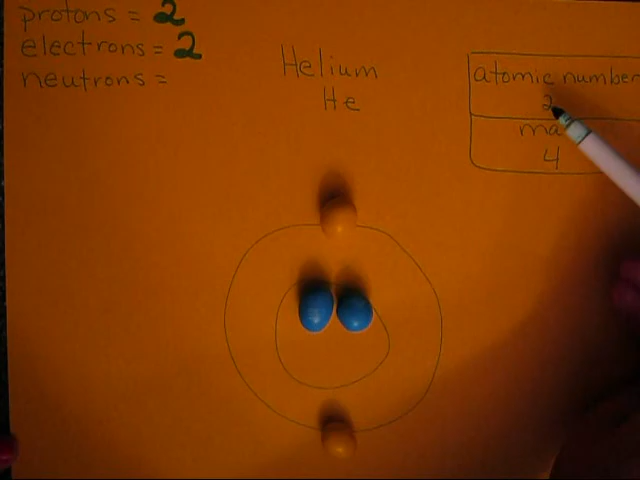 protons = 2
electrons = 2
neutrons =
Helium
He
atomic number
2
4